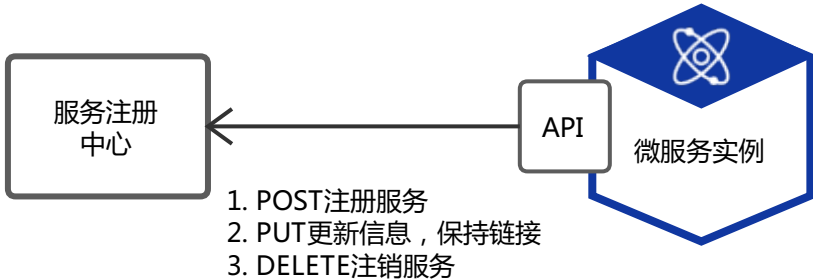 服务注册
中心
API
微服务实例
1. POST注册服务
2. PUT更新信息，保持链接
3. DELETE注销服务